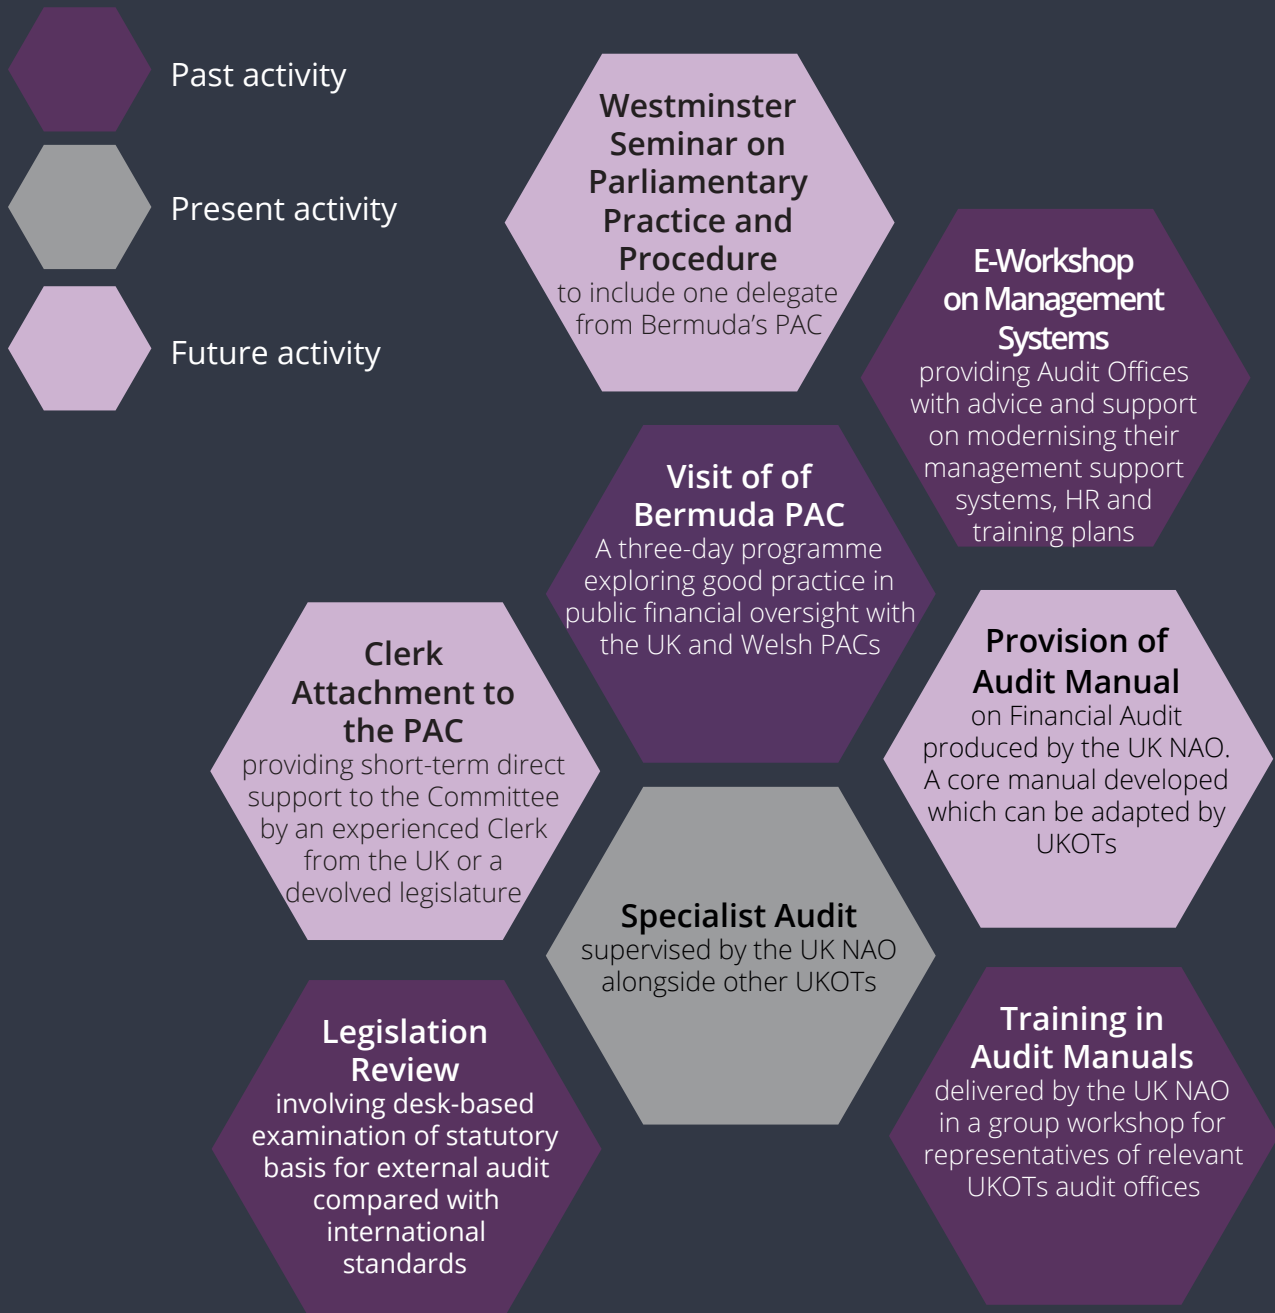 Past activity
Present activity
Future activity
Westminster
Seminar on
Parliamentary
Practice and
Procedure
to include one delegate
from Bermuda’s PAC
E-Workshop
on Management
Systems
providing Audit Offices
with advice and support
on modernising their
management support
systems, HR and
training plans
Visit of of
Bermuda PAC
A three-day programme
exploring good practice in
public financial oversight with
the UK and Welsh PACs
Clerk
Attachment to
the PAC
providing short-term direct
support to the Committee
by an experienced Clerk
from the UK or a
devolved legislature
Provision of
Audit Manual
on Financial Audit
produced by the UK NAO.
A core manual developed
which can be adapted by
UKOTs
Specialist Audit
supervised by the UK NAO
alongside other UKOTs
Legislation
Review
involving desk-based
examination of statutory
basis for external audit
compared with
international
standards
Training in
Audit Manuals
delivered by the UK NAO
in a group workshop for
representatives of relevant
UKOTs audit offices